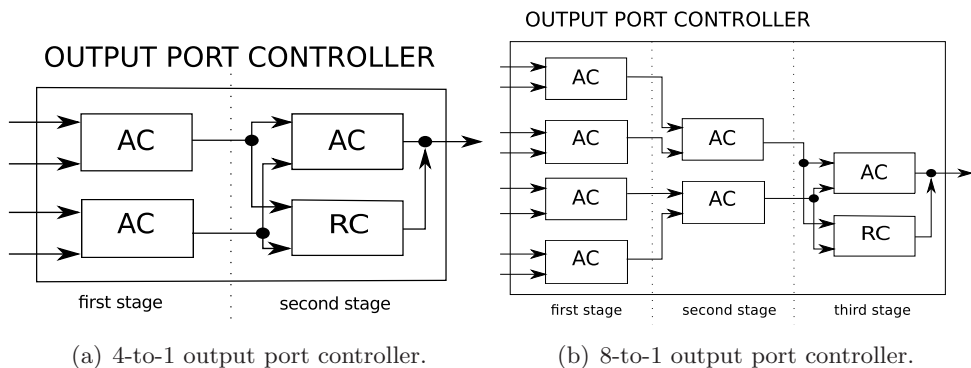 OUTPUT PORT CONTROLLER
AC
AC
AC
RC
first stage
second stage
(a) 4-to-1 output port controller.
OUTPUT PORT CONTROLLER
AC
AC
AC
AC
AC
AC
AC
RC
first stage
second stage
third stage
(b) 8-to-1 output port controller.